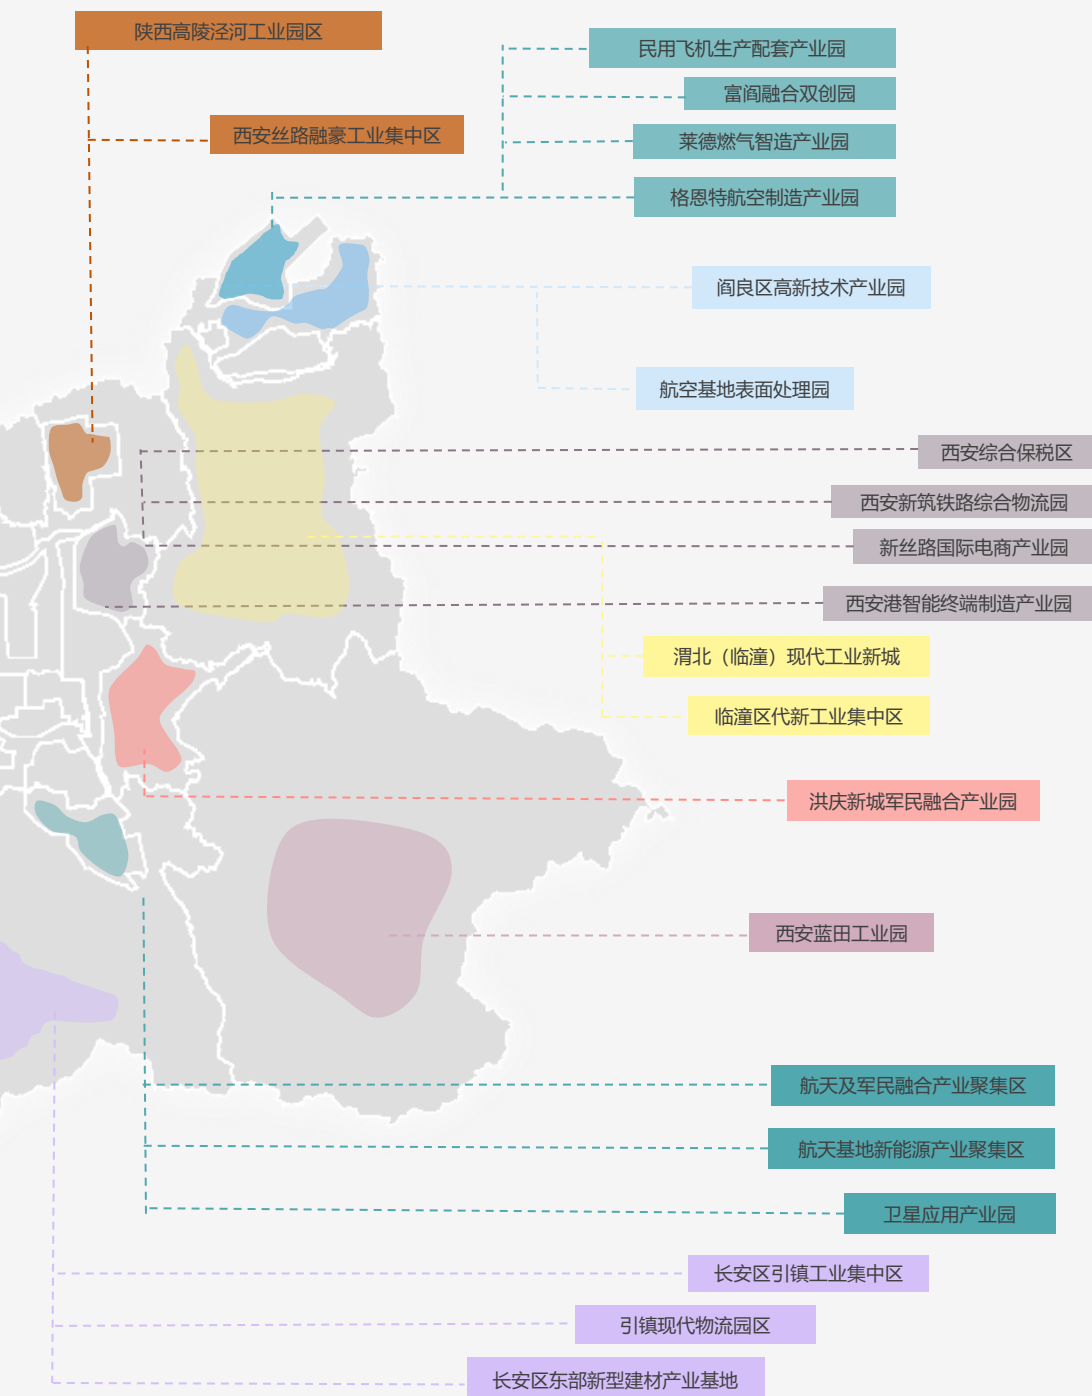 陕西高陵泾河工业园区
民用飞机生产配套产业园
富阎融合双创园
西安丝路融豪工业集中区
莱德燃气智造产业园
格恩特航空制造产业园
阎良区高新技术产业园
航空基地表面处理园
西安综合保税区
西安新筑铁路综合物流园
新丝路国际电商产业园
西安港智能终端制造产业园
渭北（临潼）现代工业新城
临潼区代新工业集中区
洪庆新城军民融合产业园
西安蓝田工业园
航天及军民融合产业聚集区
航天基地新能源产业聚集区
卫星应用产业园
长安区引镇工业集中区
引镇现代物流园区
长安区东部新型建材产业基地